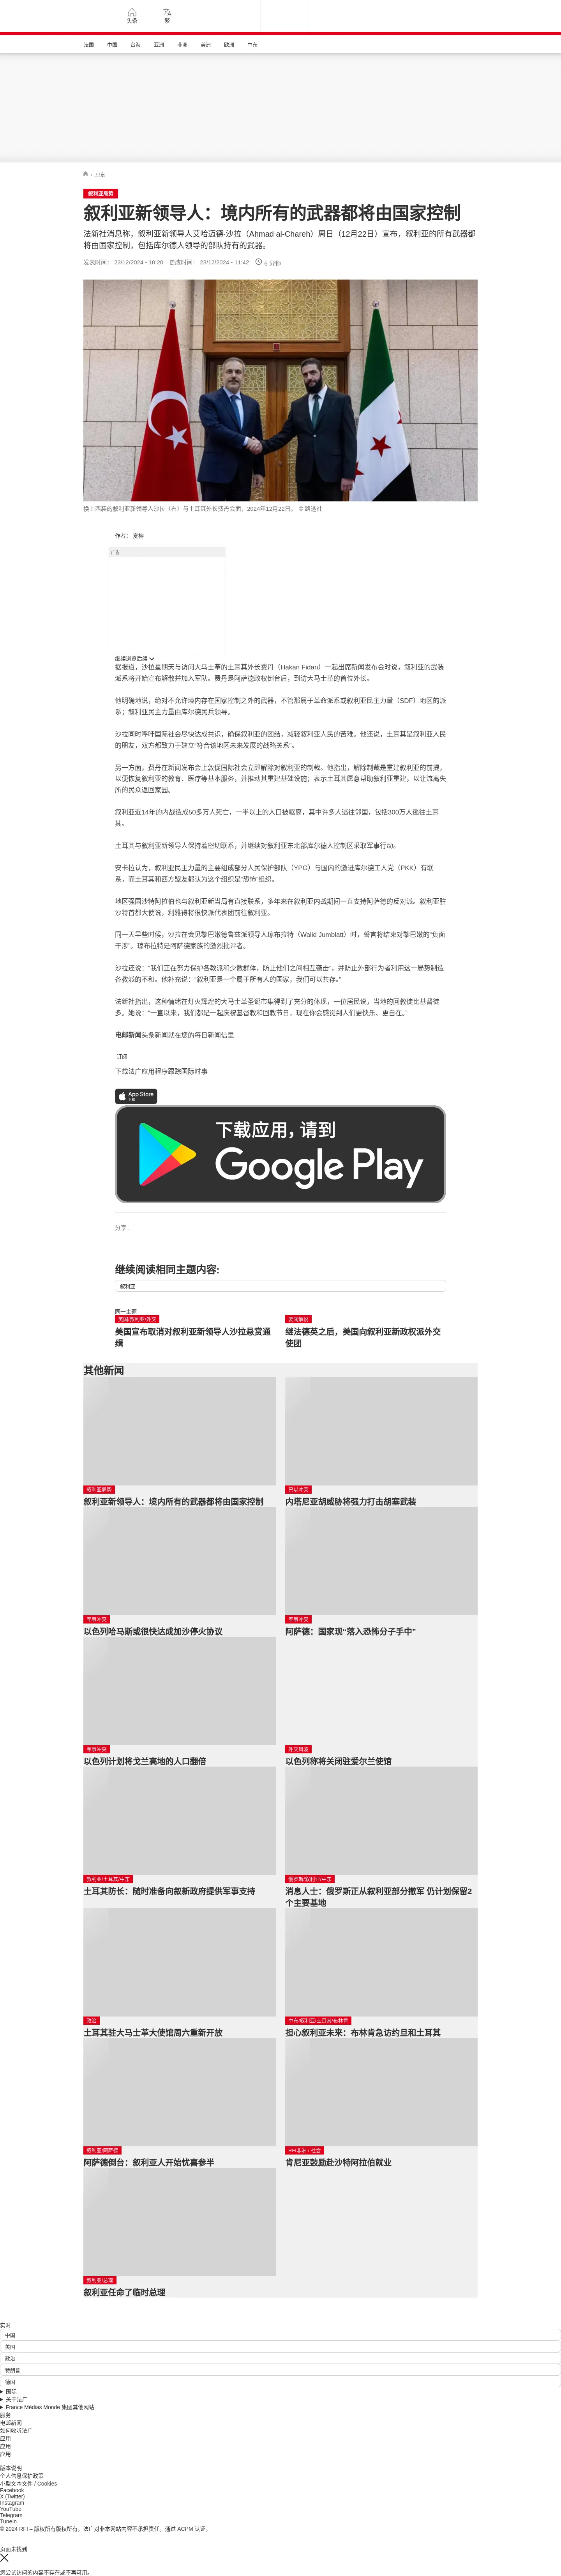 头条
繁
法国
中国
台海
亚洲
非洲
美洲
欧洲
中东
/ 中东
叙利亚局势
叙利亚新领导人：境内所有的武器都将由国家控制
法新社消息称，叙利亚新领导人艾哈迈德·沙拉（Ahmad al-Chareh）周日（12月22日）宣布，叙利亚的所有武器都将由国家控制，包括库尔德人领导的部队持有的武器。
发表时间： 23/12/2024 - 10:20 更改时间： 23/12/2024 - 11:42 6 分钟
换上西装的叙利亚新领导人沙拉（右）与土耳其外长费丹会面，2024年12月22日。 © 路透社
作者： 夏榕
广告
继续浏览后续
据报道，沙拉星期天与访问大马士革的土耳其外长费丹（Hakan Fidan）一起出席新闻发布会时说，叙利亚的武装派系将开始宣布解散并加入军队。费丹是阿萨德政权倒台后，到访大马士革的首位外长。
他明确地说，绝对不允许境内存在国家控制之外的武器，不管那属于革命派系或叙利亚民主力量（SDF）地区的派系；叙利亚民主力量由库尔德民兵领导。
沙拉同时呼吁国际社会尽快达成共识，确保叙利亚的团结，减轻叙利亚人民的苦难。他还说，土耳其是叙利亚人民的朋友，双方都致力于建立“符合该地区未来发展的战略关系”。
另一方面，费丹在新闻发布会上敦促国际社会立即解除对叙利亚的制裁。他指出，解除制裁是重建叙利亚的前提，以便恢复叙利亚的教育、医疗等基本服务，并推动其重建基础设施；表示土耳其愿意帮助叙利亚重建，以让流离失所的民众返回家园。
叙利亚近14年的内战造成50多万人死亡，一半以上的人口被驱离，其中许多人逃往邻国，包括300万人逃往土耳其。
土耳其与叙利亚新领导人保持着密切联系，并继续对叙利亚东北部库尔德人控制区采取军事行动。
安卡拉认为，叙利亚民主力量的主要组成部分人民保护部队（YPG）与国内的激进库尔德工人党（PKK）有联系，而土耳其和西方盟友都认为这个组织是“恐怖”组织。
地区强国沙特阿拉伯也与叙利亚新当局有直接联系，多年来在叙利亚内战期间一直支持阿萨德的反对派。叙利亚驻沙特首都大使说，利雅得将很快派代表团前往叙利亚。
同一天早些时候，沙拉在会见黎巴嫩德鲁兹派领导人琼布拉特（Walid Jumblatt）时，誓言将结束对黎巴嫩的“负面干涉”。琼布拉特是阿萨德家族的激烈批评者。
沙拉还说：“我们正在努力保护各教派和少数群体，防止他们之间相互袭击”，并防止外部行为者利用这一局势制造各教派的不和。他补充说：“叙利亚是一个属于所有人的国家，我们可以共存。”
法新社指出，这种情绪在灯火辉煌的大马士革圣诞市集得到了充分的体现，一位居民说，当地的回教徒比基督徒多。她说：“一直以来，我们都是一起庆祝基督教和回教节日，现在你会感觉到人们更快乐、更自在。”
电邮新闻头条新闻就在您的每日新闻信里
订阅
下载法广应用程序跟踪国际时事
App Store
下载
下载应用，请到
Google Play
分享 :
继续阅读相同主题内容:
叙利亚
同一主题
美国/叙利亚/外交
美国宣布取消对叙利亚新领导人沙拉悬赏通缉
要闻解说
继法德英之后，美国向叙利亚新政权派外交使团
其他新闻
叙利亚局势
叙利亚新领导人：境内所有的武器都将由国家控制
巴以冲突
内塔尼亚胡威胁将强力打击胡塞武装
军事冲突
以色列哈马斯或很快达成加沙停火协议
军事冲突
阿萨德：国家现“落入恐怖分子手中”
军事冲突
以色列计划将戈兰高地的人口翻倍
外交风波
以色列称将关闭驻爱尔兰使馆
叙利亚/土耳其/中东
土耳其防长：随时准备向叙新政府提供军事支持
俄罗斯/叙利亚/中东
消息人士：俄罗斯正从叙利亚部分撤军 仍计划保留2个主要基地
政治
土耳其驻大马士革大使馆周六重新开放
中东/叙利亚/土耳其/布林肯
担心叙利亚未来：布林肯急访约旦和土耳其
叙利亚/阿萨德
阿萨德倒台：叙利亚人开始忧喜参半
RFI非洲 / 社会
肯尼亚鼓励赴沙特阿拉伯就业
叙利亚/总理
叙利亚任命了临时总理
实时
中国
美国
政治
特朗普
德国
国际
关于法广
France Médias Monde 集团其他网站
服务
电邮新闻
如何收听法广
应用
应用
应用
版本说明
个人信息保护政策
小型文本文件 / Cookies
Facebook
X (Twitter)
Instagram
YouTube
Telegram
TuneIn
© 2024 RFI – 版权所有版权所有。法广对非本网站内容不承担责任。通过 ACPM 认证。
页面未找到
您尝试访问的内容不存在或不再可用。